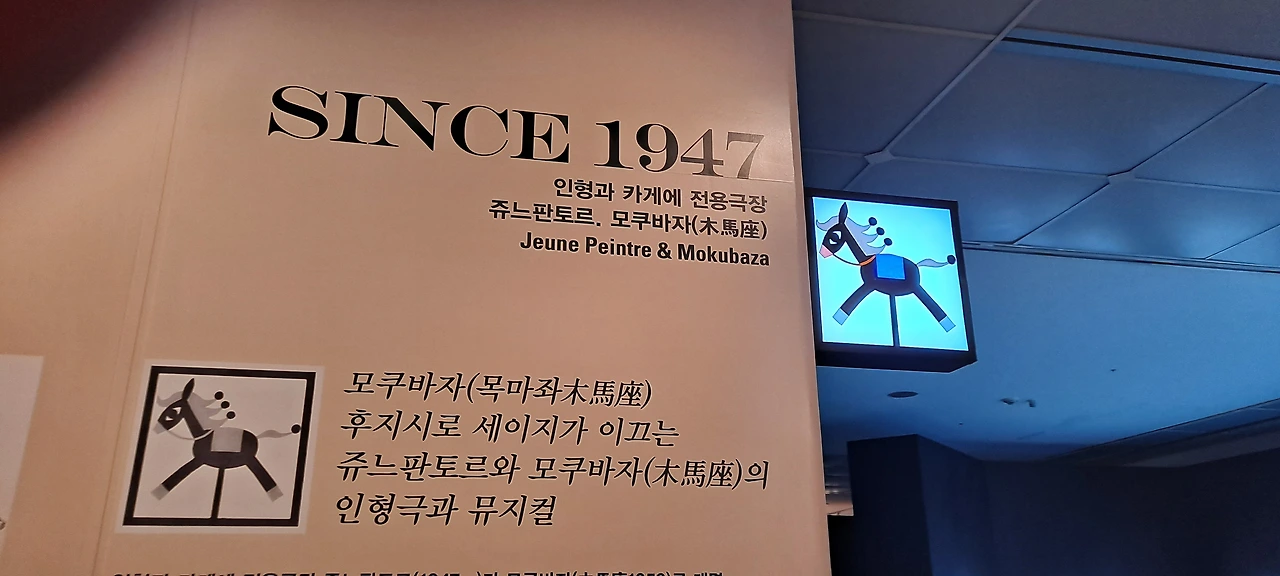 SINCE 1947
인형과 카게에 전용극장
쥬느판토르. 모쿠바자(木馬座)
Jeune Peintre & Mokubaza
모쿠바자(목마좌木馬座)
후지시로 세이지가 이끄는
쥬느판토르와 모쿠바자(木馬座)의
인형극과 뮤지컬